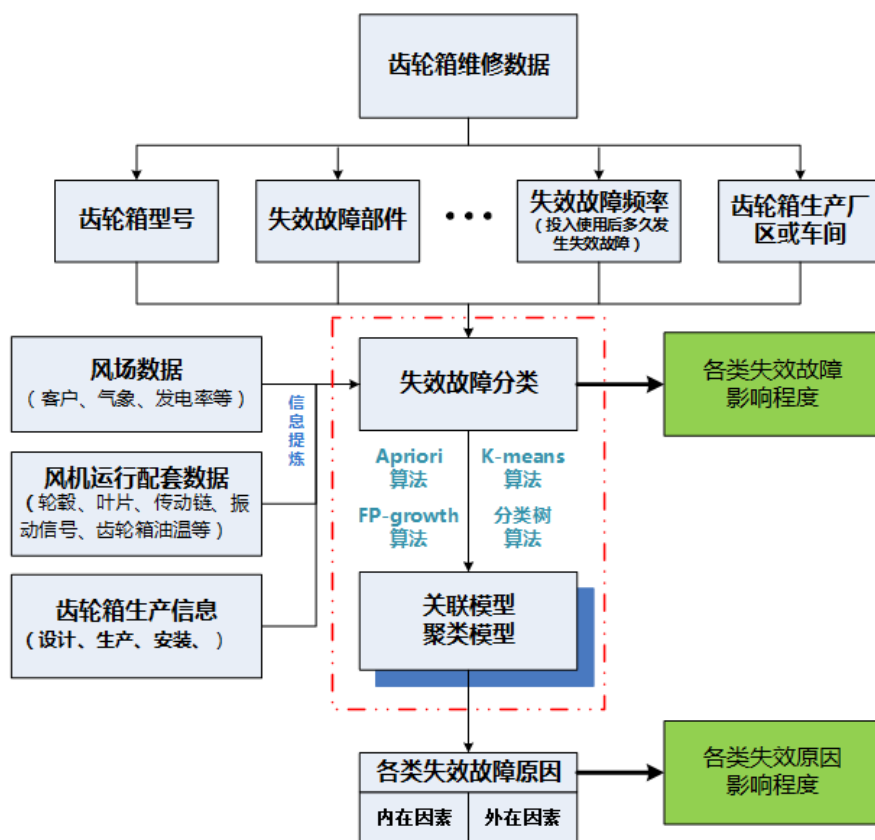 齿轮箱维修数据
齿轮箱型号
失效故障部件
•••
失效故障频率
（投入使用后多久发
生失效故障）
齿轮箱生产厂
区或车间
风场数据
（客户、气象、发电率等）
信息提炼
失效故障分类
各类失效故障
影响程度
风机运行配套数据
（轮毂、叶片、传动链、振
动信号、齿轮箱油温等）
Apriori
算法
K-means
算法
FP-growth
算法
分类树
算法
齿轮箱生产信息
（设计、生产、安装、）
关联模型
聚类模型
各类失效故障原因
内在因素
外在因素
各类失效原因
影响程度